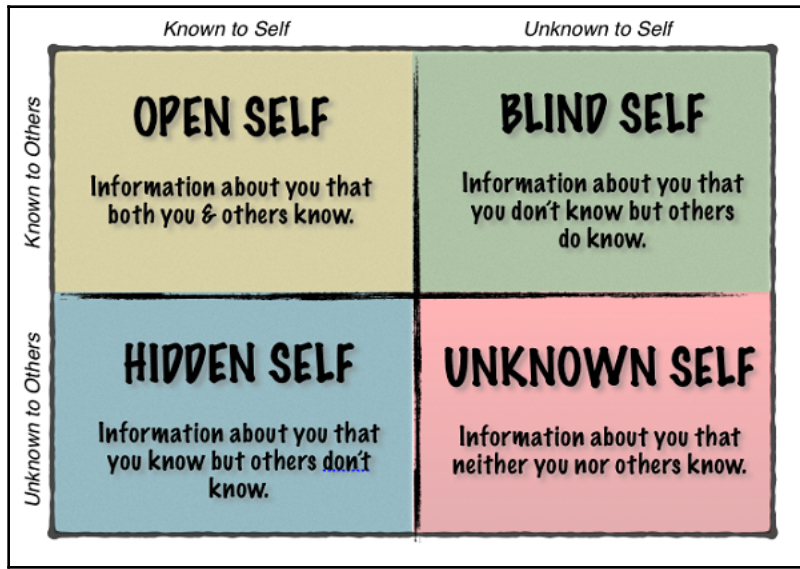 Known to Self
Unknown to Self
Known to Others
OPEN SELF
Information about you that
both you & others know.
BLIND SELF
Information about you that
you don't know but others
do know.
Unknown to Others
HIDDEN SELF
Information about you that
you know but others don't
know.
UNKNOWN SELF
Information about you that
neither you nor others know.